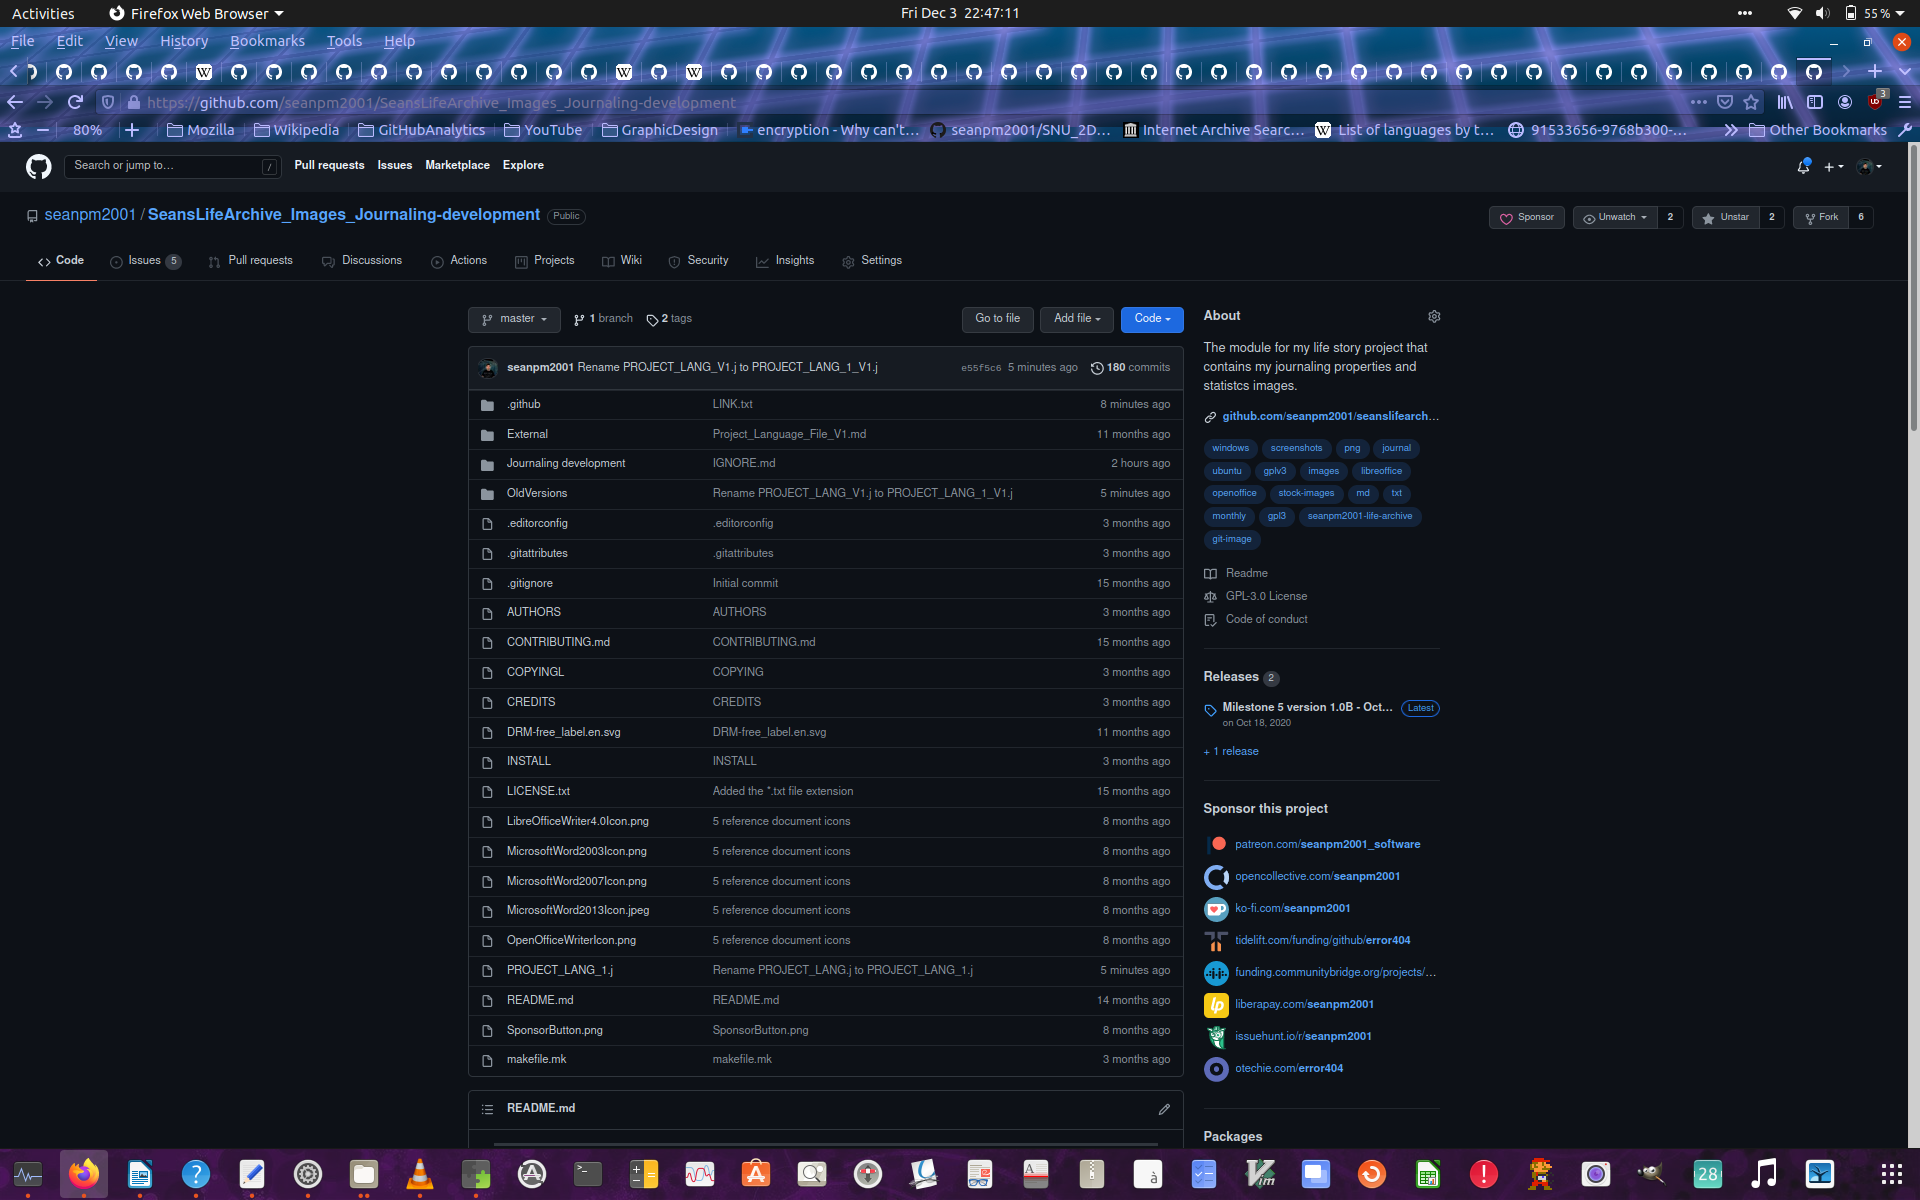 Activities Firefox Web Browser Fri Dec 3 22:47:11 55 %
File Edit View History Bookmarks Tools Help
https://github.com/seanpm2001/SeansLifeArchive_Images_Journaling-development 3
80% Mozilla Wikipedia GitHubAnalytics YouTube GraphicDesign encryption - Why can't… seanpm2001/SNU_2D… Internet Archive Searc… List of languages by t… 91533656-9768b300-… Other Bookmarks
Search or jump to… / Pull requests Issues Marketplace Explore
seanpm2001 / SeansLifeArchive_Images_Journaling-development Public Sponsor Unwatch 2 Unstar 2 Fork 6
Code Issues 5 Pull requests Discussions Actions Projects Wiki Security Insights Settings
master 1 branch 2 tags Go to file Add file Code
seanpm2001 Rename PROJECT_LANG_V1.j to PROJECT_LANG_1_V1.j e55f5c6 5 minutes ago 180 commits
.github LINK.txt 8 minutes ago
External Project_Language_File_V1.md 11 months ago
Journaling development IGNORE.md 2 hours ago
OldVersions Rename PROJECT_LANG_V1.j to PROJECT_LANG_1_V1.j 5 minutes ago
.editorconfig .editorconfig 3 months ago
.gitattributes .gitattributes 3 months ago
.gitignore Initial commit 15 months ago
AUTHORS AUTHORS 3 months ago
CONTRIBUTING.md CONTRIBUTING.md 15 months ago
COPYINGL COPYING 3 months ago
CREDITS CREDITS 3 months ago
DRM-free_label.en.svg DRM-free_label.en.svg 11 months ago
INSTALL INSTALL 3 months ago
LICENSE.txt Added the *.txt file extension 15 months ago
LibreOfficeWriter4.0Icon.png 5 reference document icons 8 months ago
MicrosoftWord2003Icon.png 5 reference document icons 8 months ago
MicrosoftWord2007Icon.png 5 reference document icons 8 months ago
MicrosoftWord2013Icon.jpeg 5 reference document icons 8 months ago
OpenOfficeWriterIcon.png 5 reference document icons 8 months ago
PROJECT_LANG_1.j Rename PROJECT_LANG.j to PROJECT_LANG_1.j 5 minutes ago
README.md README.md 14 months ago
SponsorButton.png SponsorButton.png 8 months ago
makefile.mk makefile.mk 3 months ago
README.md
About
The module for my life story project that
contains my journaling properties and
statistcs images.
github.com/seanpm2001/seanslifearch…
windows screenshots png journal
ubuntu gplv3 images libreoffice
openoffice stock-images md txt
monthly gpl3 seanpm2001-life-archive
git-image
Readme
GPL-3.0 License
Code of conduct
Releases 2
Milestone 5 version 1.0B - Oct… Latest
on Oct 18, 2020
+ 1 release
Sponsor this project
patreon.com/seanpm2001_software
opencollective.com/seanpm2001
ko-fi.com/seanpm2001
tidelift.com/funding/github/error404
funding.communitybridge.org/projects/…
liberapay.com/seanpm2001
issuehunt.io/r/seanpm2001
otechie.com/error404
Packages
28